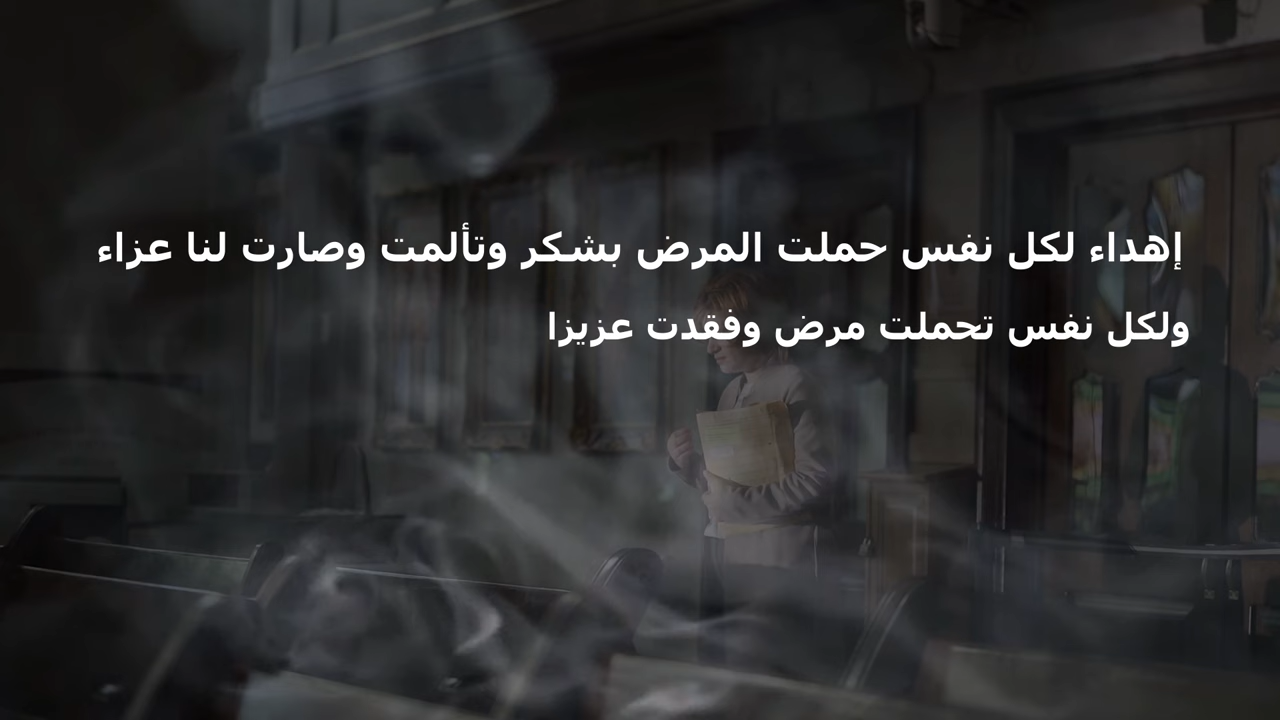 إهداء لكل نفس حملت المرض بشكر وتألمت وصارت لنا عزاء
ولكل نفس تحملت مرض وفقدت عزيزا